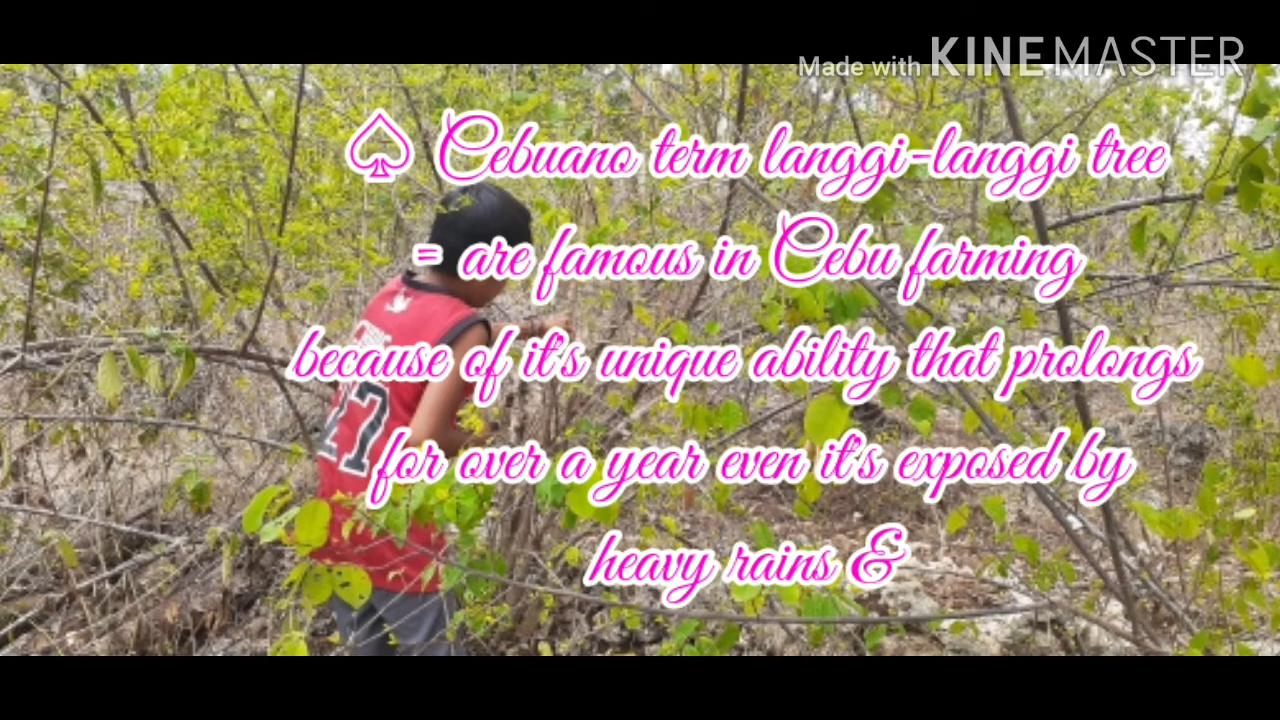 Made with KINEMASTER
♤ Cebuano term langgi-langgi tree
= are famous in Cebu farming
because of it's unique ability that prolongs
for over a year even it's exposed by
heavy rains &
27